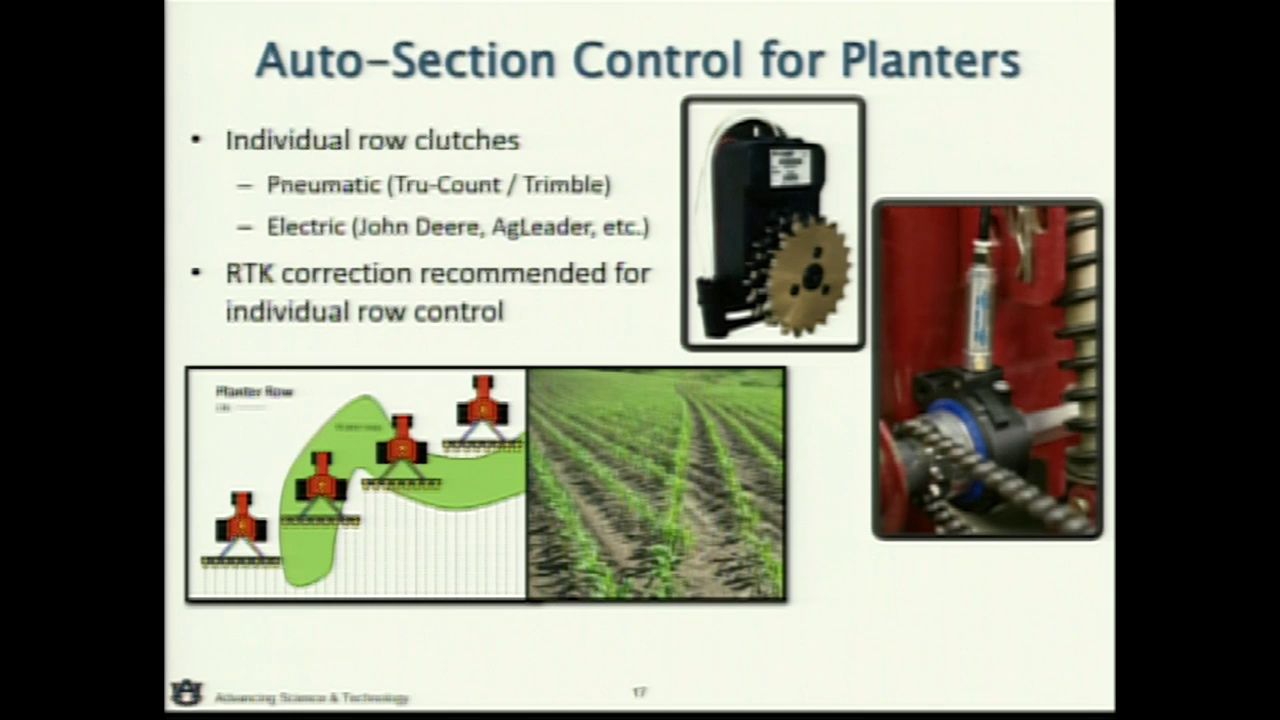 Auto-Section Control for Planters
• Individual row clutches
– Pneumatic (Tru-Count / Trimble)
– Electric (John Deere, AgLeader, etc.)
• RTK correction recommended for
individual row control
Planter Row
Advancing Science & Technology
17